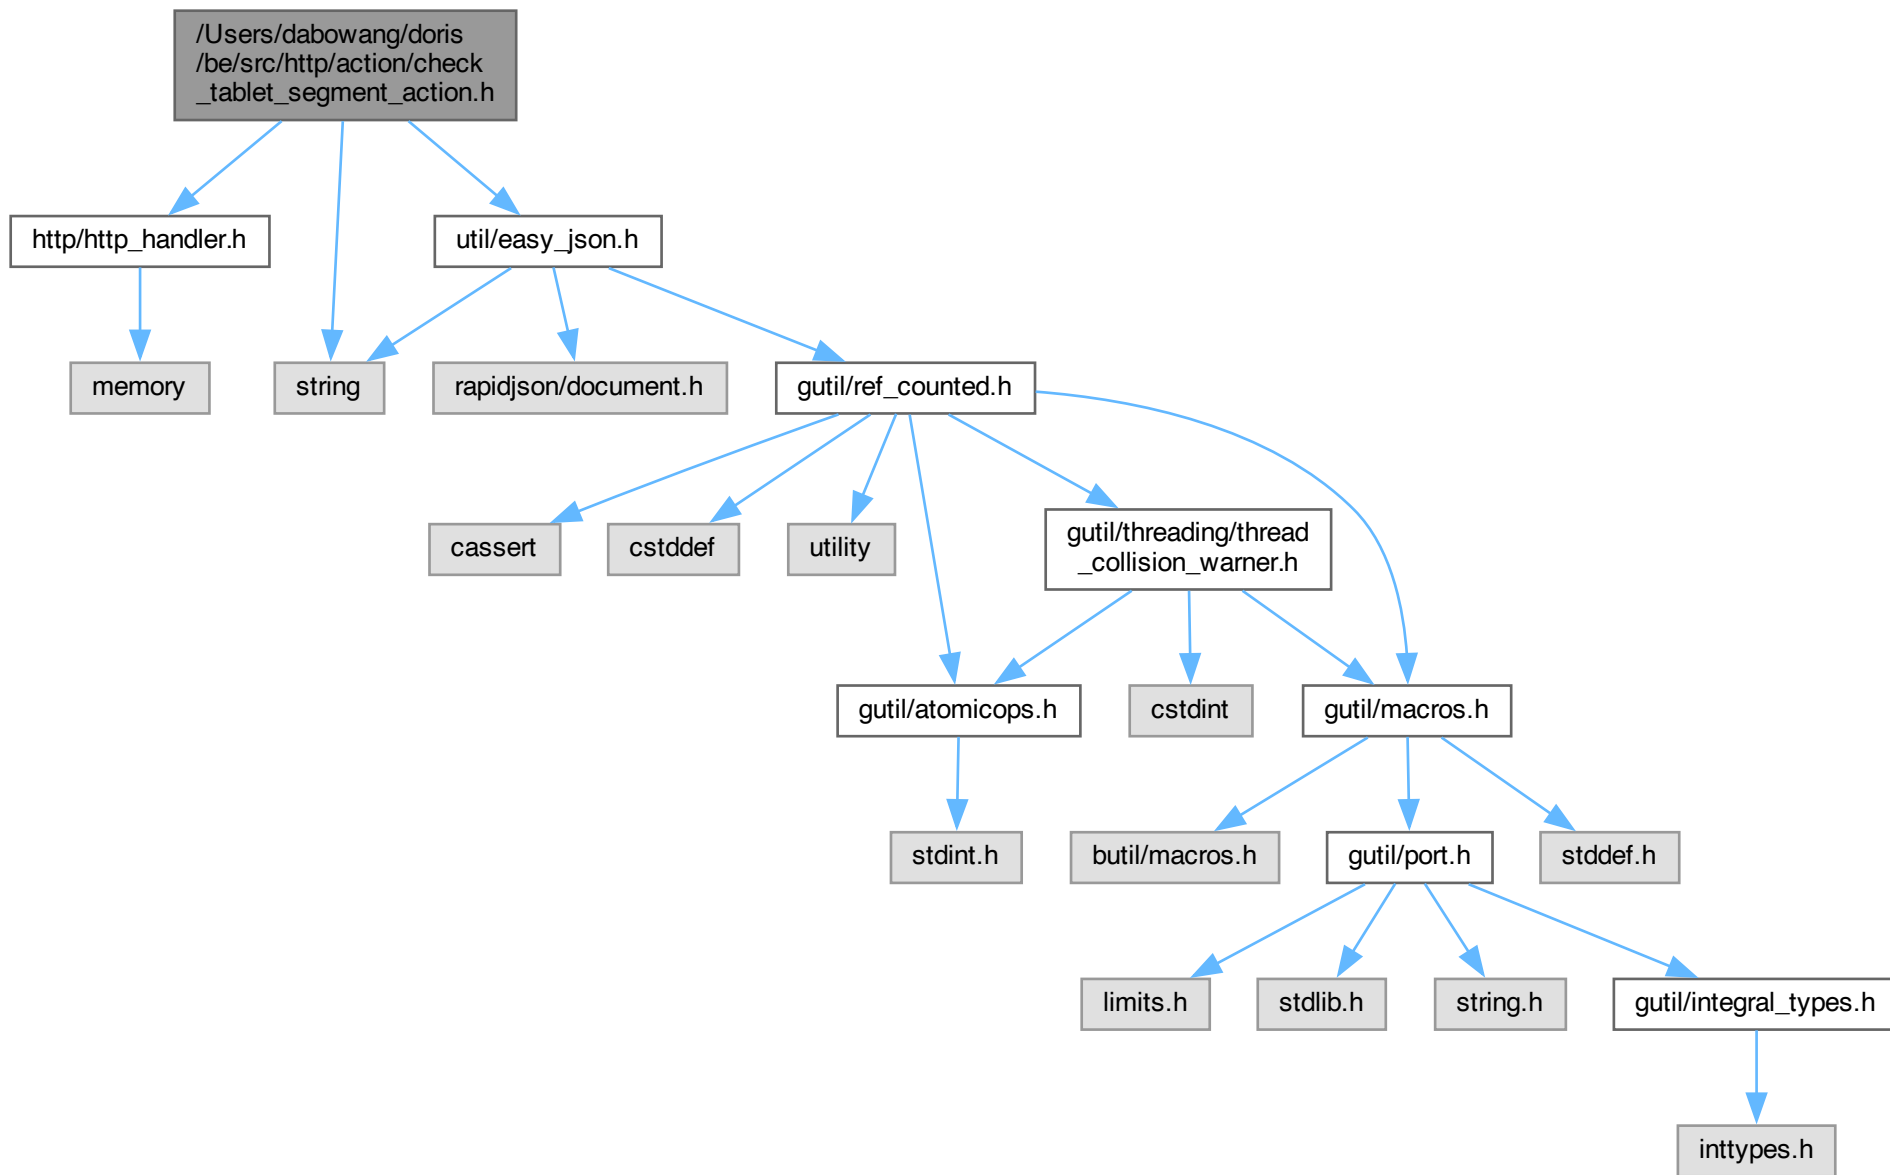 /Users/dabowang/doris
/be/src/http/action/check
_tablet_segment_action.h
http/http_handler.h
util/easy_json.h
memory
string
rapidjson/document.h
gutil/ref_counted.h
cassert
cstddef
utility
gutil/threading/thread
_collision_warner.h
gutil/atomicops.h
cstdint
gutil/macros.h
stdint.h
butil/macros.h
gutil/port.h
stddef.h
limits.h
stdlib.h
string.h
gutil/integral_types.h
inttypes.h